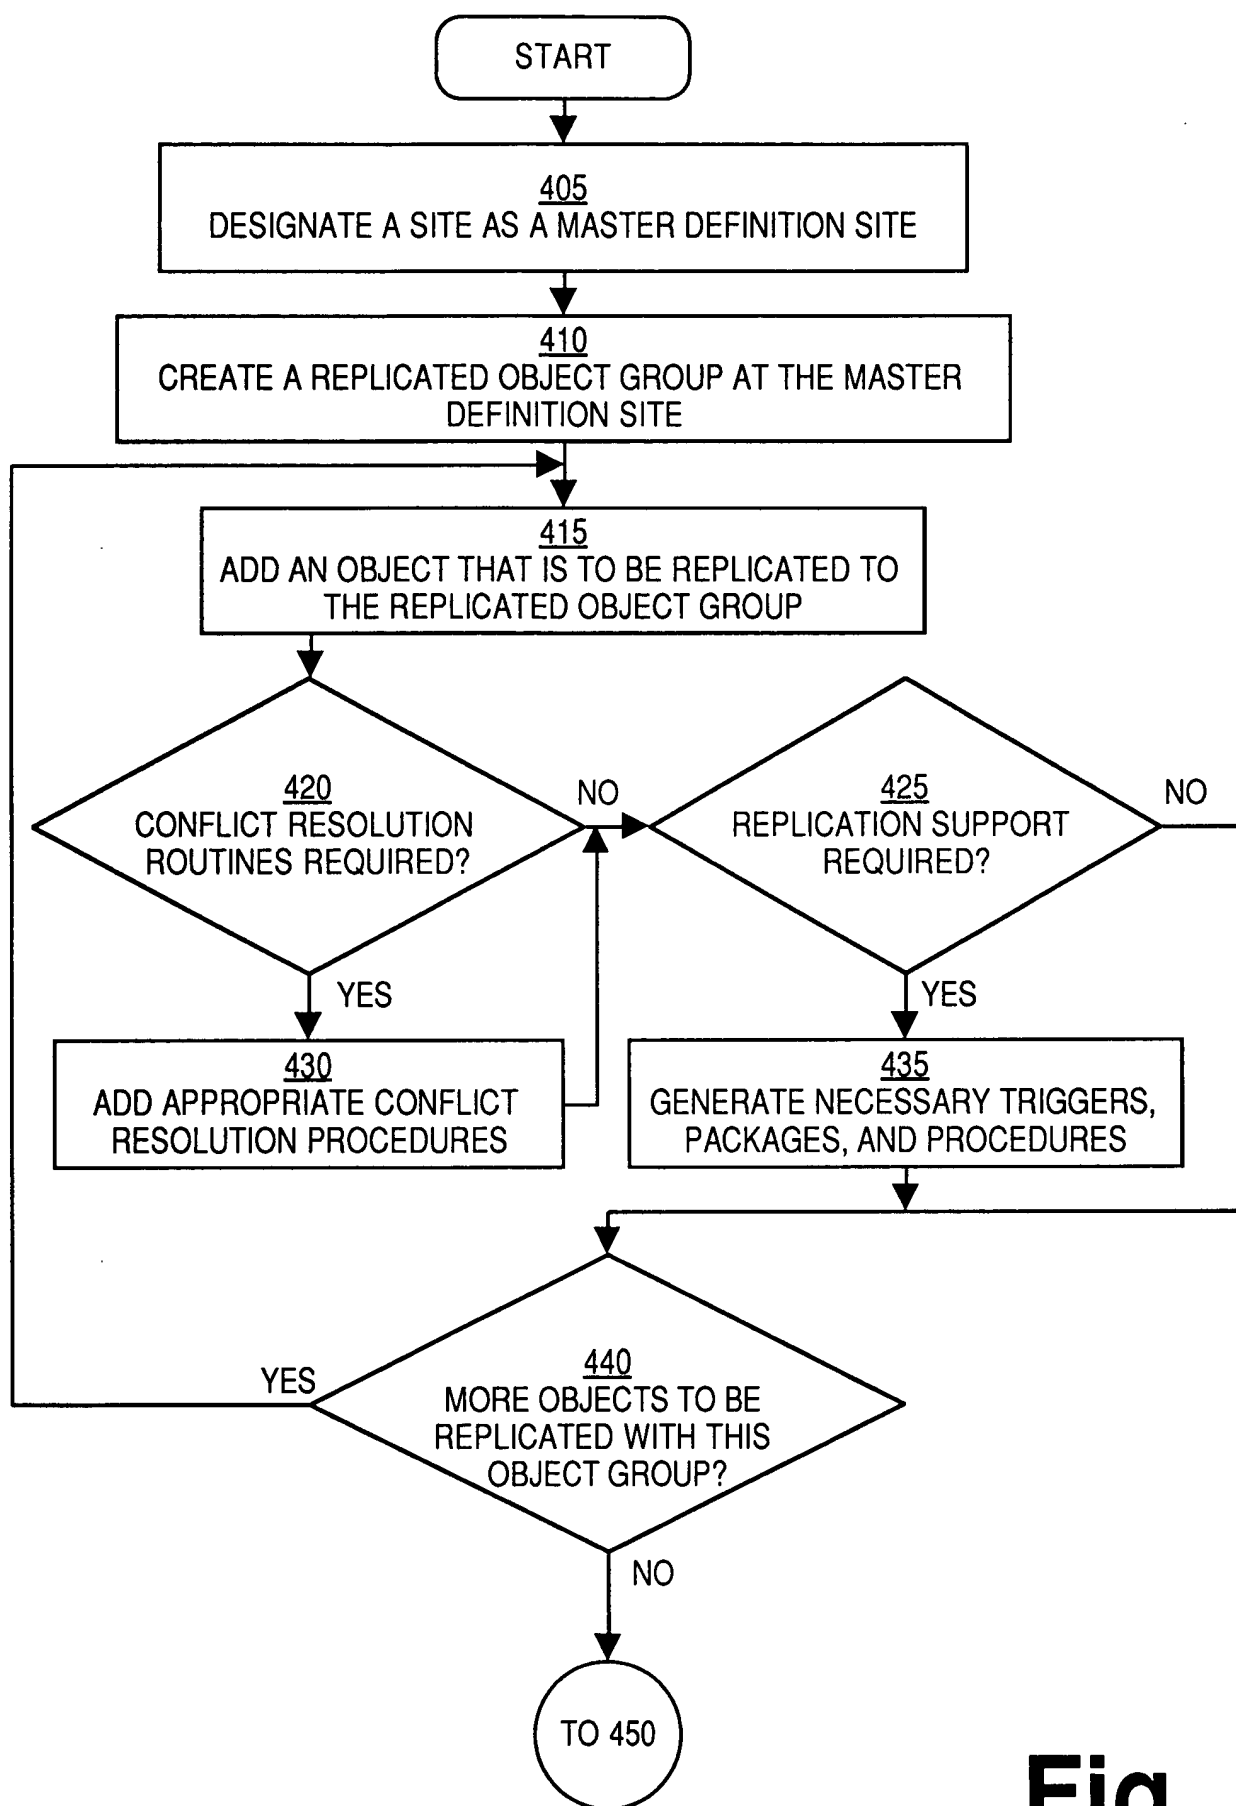 START
405
DESIGNATE A SITE AS A MASTER DEFINITION SITE
410
CREATE A REPLICATED OBJECT GROUP AT THE MASTER
DEFINITION SITE
415
ADD AN OBJECT THAT IS TO BE REPLICATED TO
THE REPLICATED OBJECT GROUP
420
CONFLICT RESOLUTION
ROUTINES REQUIRED?
NO
425
REPLICATION SUPPORT
REQUIRED?
NO
YES
YES
430
ADD APPROPRIATE CONFLICT
RESOLUTION PROCEDURES
435
GENERATE NECESSARY TRIGGERS,
PACKAGES, AND PROCEDURES
YES
440
MORE OBJECTS TO BE
REPLICATED WITH THIS
OBJECT GROUP?
NO
TO 450
Fig